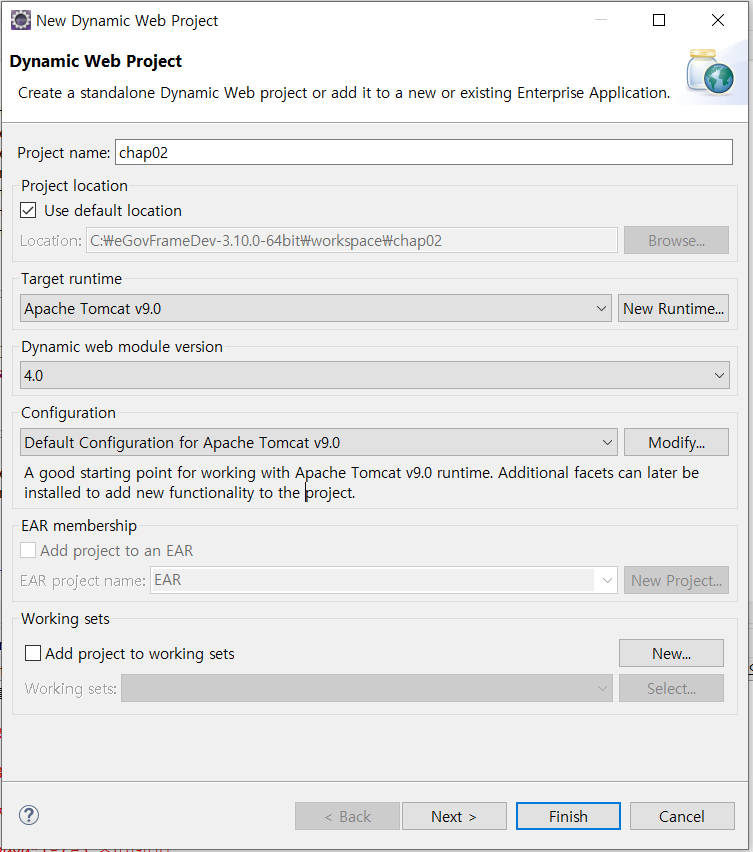 New Dynamic Web Project
Dynamic Web Project
Create a standalone Dynamic Web project or add it to a new or existing Enterprise Application.
Project name: chap02
Project location
Use default location
Location: C:₩eGovFrameDev-3.10.0-64bit₩workspace₩chap02 Browse...
Target runtime
Apache Tomcat v9.0 New Runtime...
Dynamic web module version
4.0
Configuration
Default Configuration for Apache Tomcat v9.0 Modify...
A good starting point for working with Apache Tomcat v9.0 runtime. Additional facets can later be
installed to add new functionality to the project.
EAR membership
Add project to an EAR
EAR project name: EAR New Project...
Working sets
Add project to working sets New...
Working sets: Select...
? < Back Next > Finish Cancel